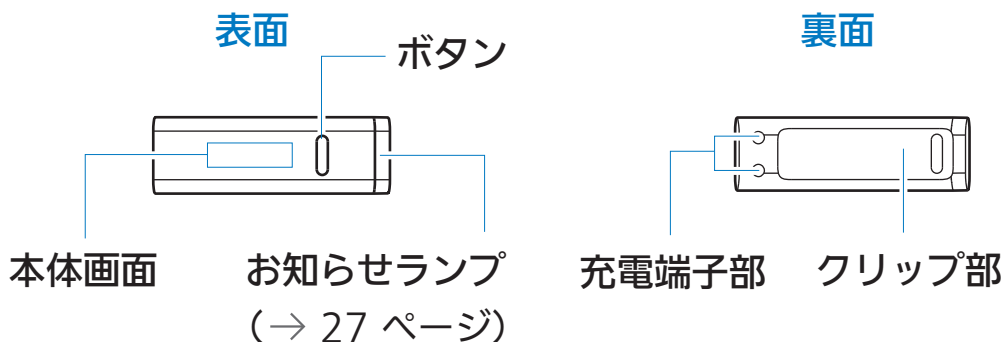 表面
ボタン
本体画面
お知らせランプ
(→ 27 ページ)
裏面
充電端子部
クリップ部